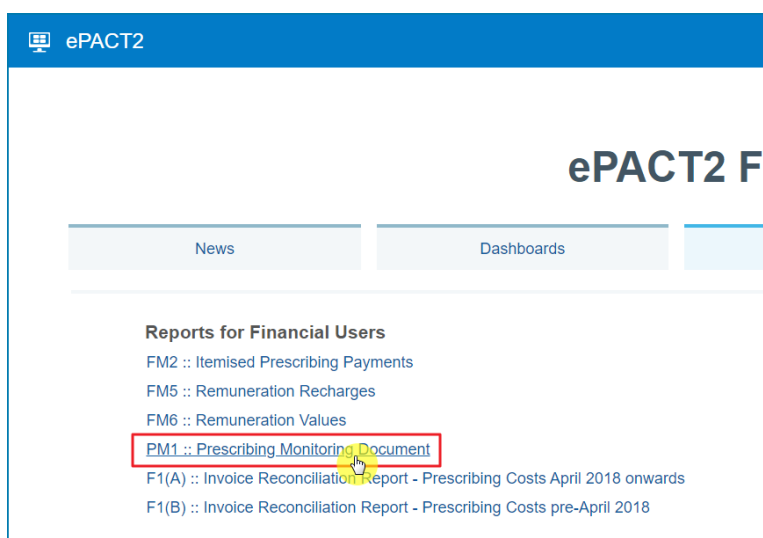 ePACT2
ePACT2 F
News
Dashboards
Reports for Financial Users
FM2 :: Itemised Prescribing Payments
FM5 :: Remuneration Recharges
FM6 :: Remuneration Values
PM1 :: Prescribing Monitoring Document
F1(A) :: Invoice Reconciliation Report - Prescribing Costs April 2018 onwards
F1(B) :: Invoice Reconciliation Report - Prescribing Costs pre-April 2018